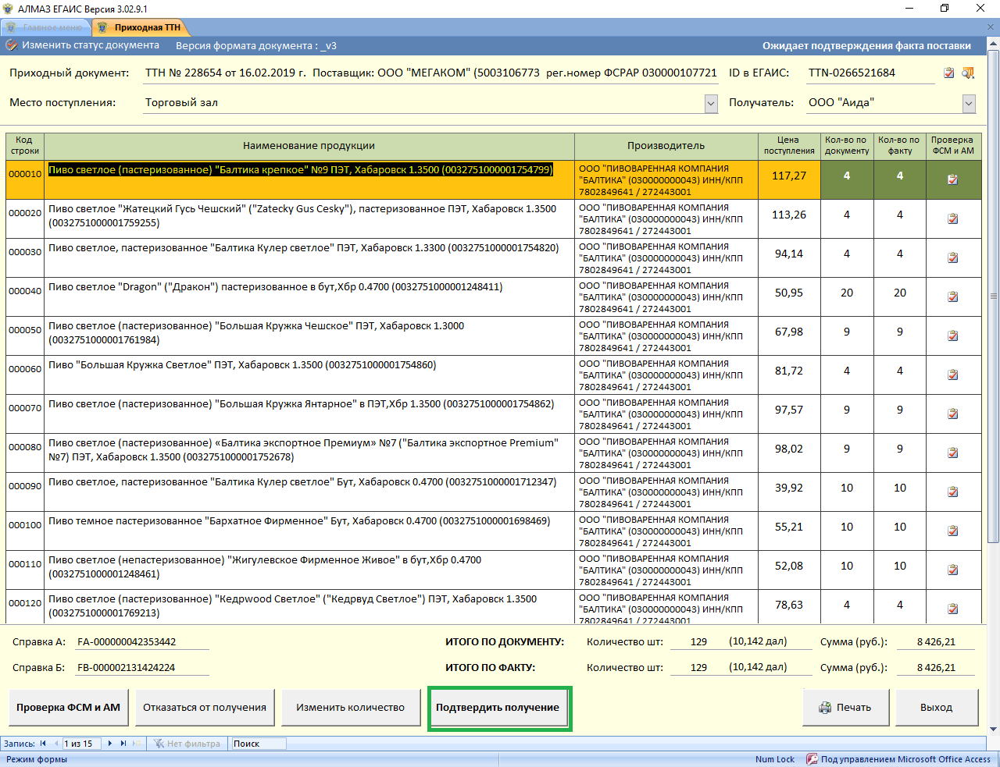 АЛМАЗ ЕГАИС Версия 3.02.9.1
Главное меню
Приходная ТТН
Изменить статус документа Версия формата документа : _v3 Ожидает подтверждения факта поставки
Приходный документ: ТТН № 228654 от 16.02.2019 г. Поставщик: ООО "МЕГАКОМ" (5003106773 рег.номер ФСРАР 030000107721 ID в ЕГАИС: TTN-0266521684
Место поступления: Торговый зал Получатель: ООО "Аида"
Код строки Наименование продукции Производитель Цена поступления Кол-во по документу Кол-во по факту Проверка ФСМ и АМ
000010 Пиво светлое (пастеризованное) "Балтика крепкое" №9 ПЭТ, Хабаровск 1.3500 (0032751000001754799) ООО "ПИВОВАРЕННАЯ КОМПАНИЯ "БАЛТИКА" (030000000043) ИНН/КПП 7802849641 / 272443001 117,27 4 4
000020 Пиво светлое "Жатецкий Гусь Чешский" ("Zatecky Gus Cesky"), пастеризованное ПЭТ, Хабаровск 1.3500 (0032751000001759255) ООО "ПИВОВАРЕННАЯ КОМПАНИЯ "БАЛТИКА" (030000000043) ИНН/КПП 7802849641 / 272443001 113,26 4 4
000030 Пиво светлое, пастеризованное "Балтика Кулер светлое" ПЭТ, Хабаровск 1.3300 (0032751000001754820) ООО "ПИВОВАРЕННАЯ КОМПАНИЯ "БАЛТИКА" (030000000043) ИНН/КПП 7802849641 / 272443001 94,14 4 4
000040 Пиво светлое "Dragon" ("Дракон") пастеризованное в бут,Хбр 0.4700 (0032751000001248411) ООО "ПИВОВАРЕННАЯ КОМПАНИЯ "БАЛТИКА" (030000000043) ИНН/КПП 7802849641 / 272443001 50,95 20 20
000050 Пиво светлое (пастеризованное) "Большая Кружка Чешское" ПЭТ, Хабаровск 1.3000 (0032751000001761984) ООО "ПИВОВАРЕННАЯ КОМПАНИЯ "БАЛТИКА" (030000000043) ИНН/КПП 7802849641 / 272443001 67,98 9 9
000060 Пиво "Большая Кружка Светлое" ПЭТ, Хабаровск 1.3500 (0032751000001754860) ООО "ПИВОВАРЕННАЯ КОМПАНИЯ "БАЛТИКА" (030000000043) ИНН/КПП 7802849641 / 272443001 81,72 4 4
000070 Пиво светлое (пастеризованное) "Большая Кружка Янтарное" в ПЭТ,Хбр 1.3500 (0032751000001754862) ООО "ПИВОВАРЕННАЯ КОМПАНИЯ "БАЛТИКА" (030000000043) ИНН/КПП 7802849641 / 272443001 97,57 9 9
000080 Пиво светлое (пастеризованное) «Балтика экспортное Премиум» №7 ("Балтика экспортное Premium" №7) ПЭТ, Хабаровск 1.3500 (0032751000001752678) ООО "ПИВОВАРЕННАЯ КОМПАНИЯ "БАЛТИКА" (030000000043) ИНН/КПП 7802849641 / 272443001 98,02 9 9
000090 Пиво светлое, пастеризованное "Балтика Кулер светлое" Бут, Хабаровск 0.4700 (0032751000001712347) ООО "ПИВОВАРЕННАЯ КОМПАНИЯ "БАЛТИКА" (030000000043) ИНН/КПП 7802849641 / 272443001 39,92 10 10
000100 Пиво темное пастеризованное "Бархатное Фирменное" Бут, Хабаровск 0.4700 (0032751000001698469) ООО "ПИВОВАРЕННАЯ КОМПАНИЯ "БАЛТИКА" (030000000043) ИНН/КПП 7802849641 / 272443001 55,21 10 10
000110 Пиво светлое (непастеризованное) "Жигулевское Фирменное Живое" в бут,Хбр 0.4700 (0032751000001248461) ООО "ПИВОВАРЕННАЯ КОМПАНИЯ "БАЛТИКА" (030000000043) ИНН/КПП 7802849641 / 272443001 52,08 10 10
000120 Пиво светлое (пастеризованное) "Кедрwood Светлое" ("Кедрвуд Светлое") ПЭТ, Хабаровск 1.3500 (0032751000001769213) ООО "ПИВОВАРЕННАЯ КОМПАНИЯ "БАЛТИКА" (030000000043) ИНН/КПП 7802849641 / 272443001 78,63 4 4
Справка А: FA-000000042353442 ИТОГО ПО ДОКУМЕНТУ: Количество шт: 129 (10,142 дал) Сумма (руб.): 8 426,21
Справка Б: FB-000002131424224 ИТОГО ПО ФАКТУ: Количество шт: 129 (10,142 дал) Сумма (руб.): 8 426,21
Проверка ФСМ и АМ Отказаться от получения Изменить количество Подтвердить получение Печать Выход
Запись: 1 из 15 Нет фильтра Поиск
Режим формы Num Lock Под управлением Microsoft Office Access